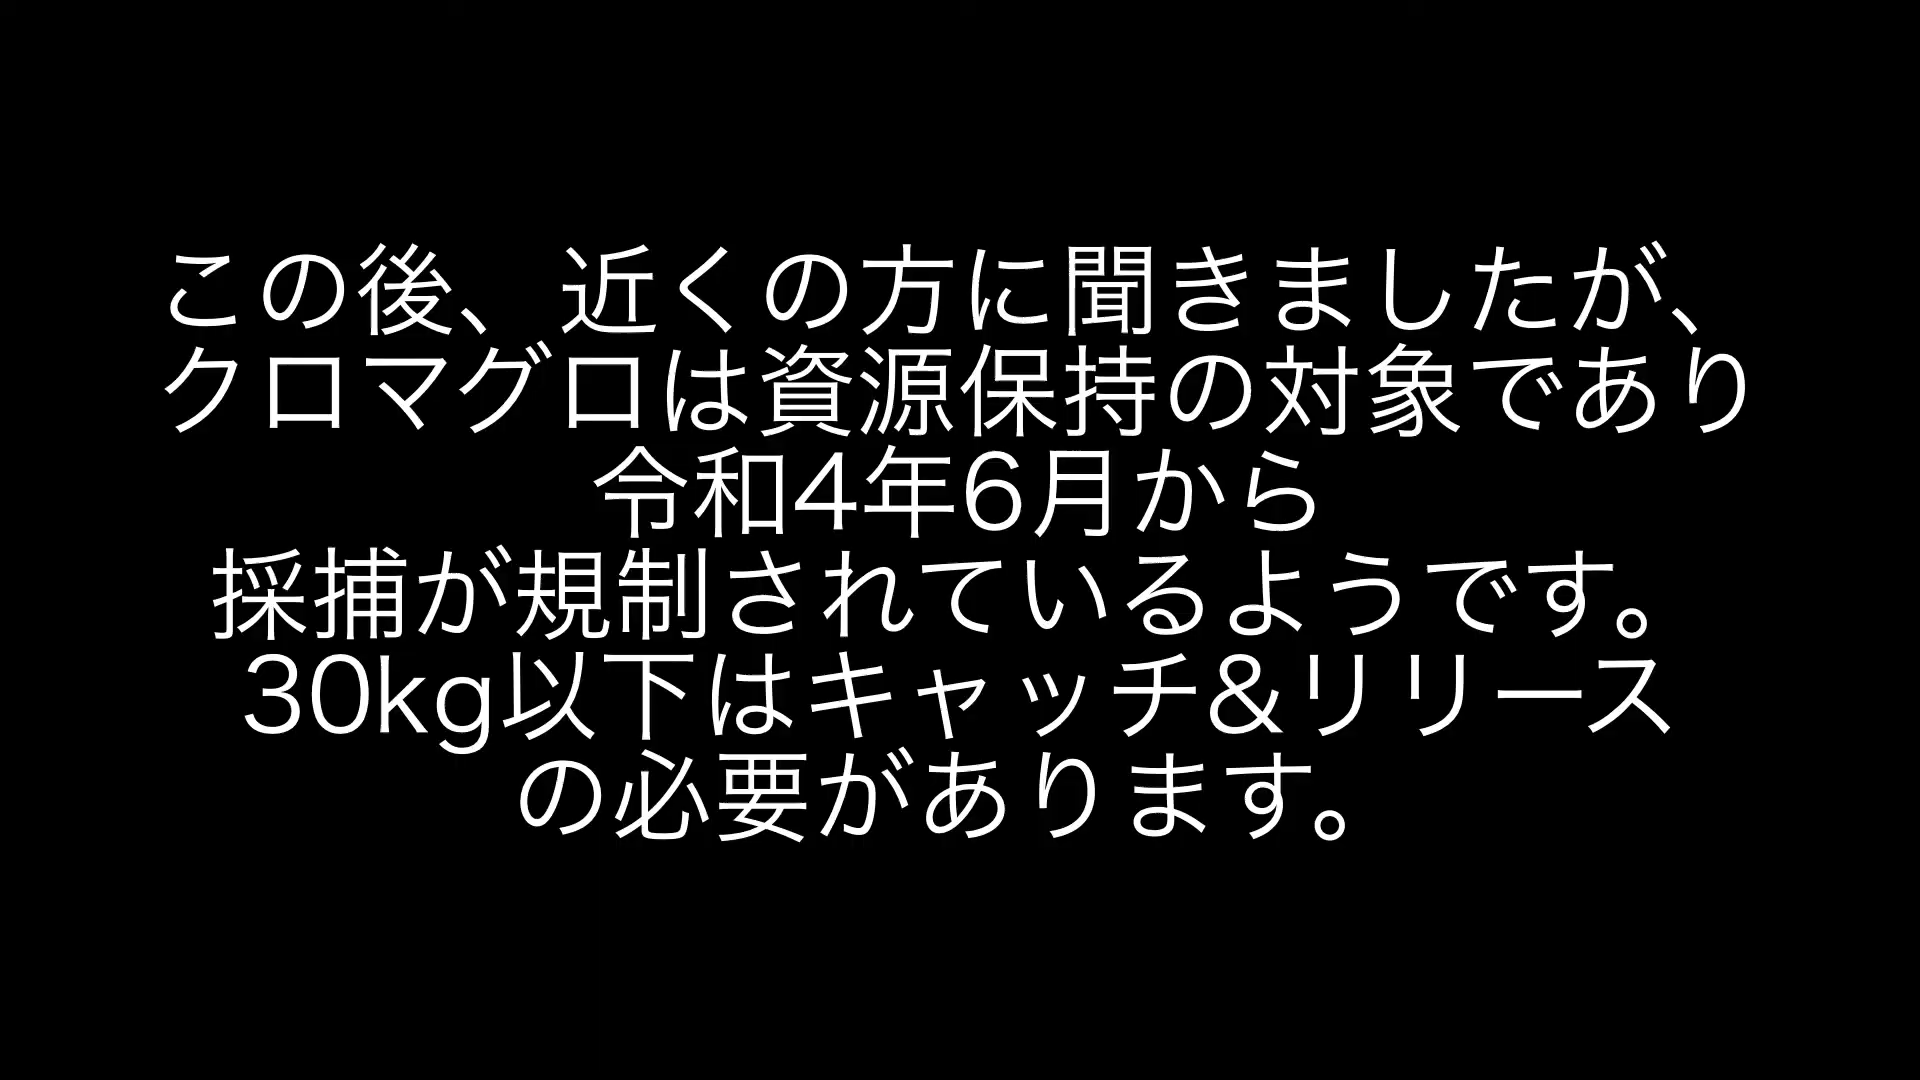 この後、近くの方に聞きましたが、
クロマグロは資源保持の対象であり
令和4年6月から
採捕が規制されているようです。
30kg以下はキャッチ&リリース
の必要があります。